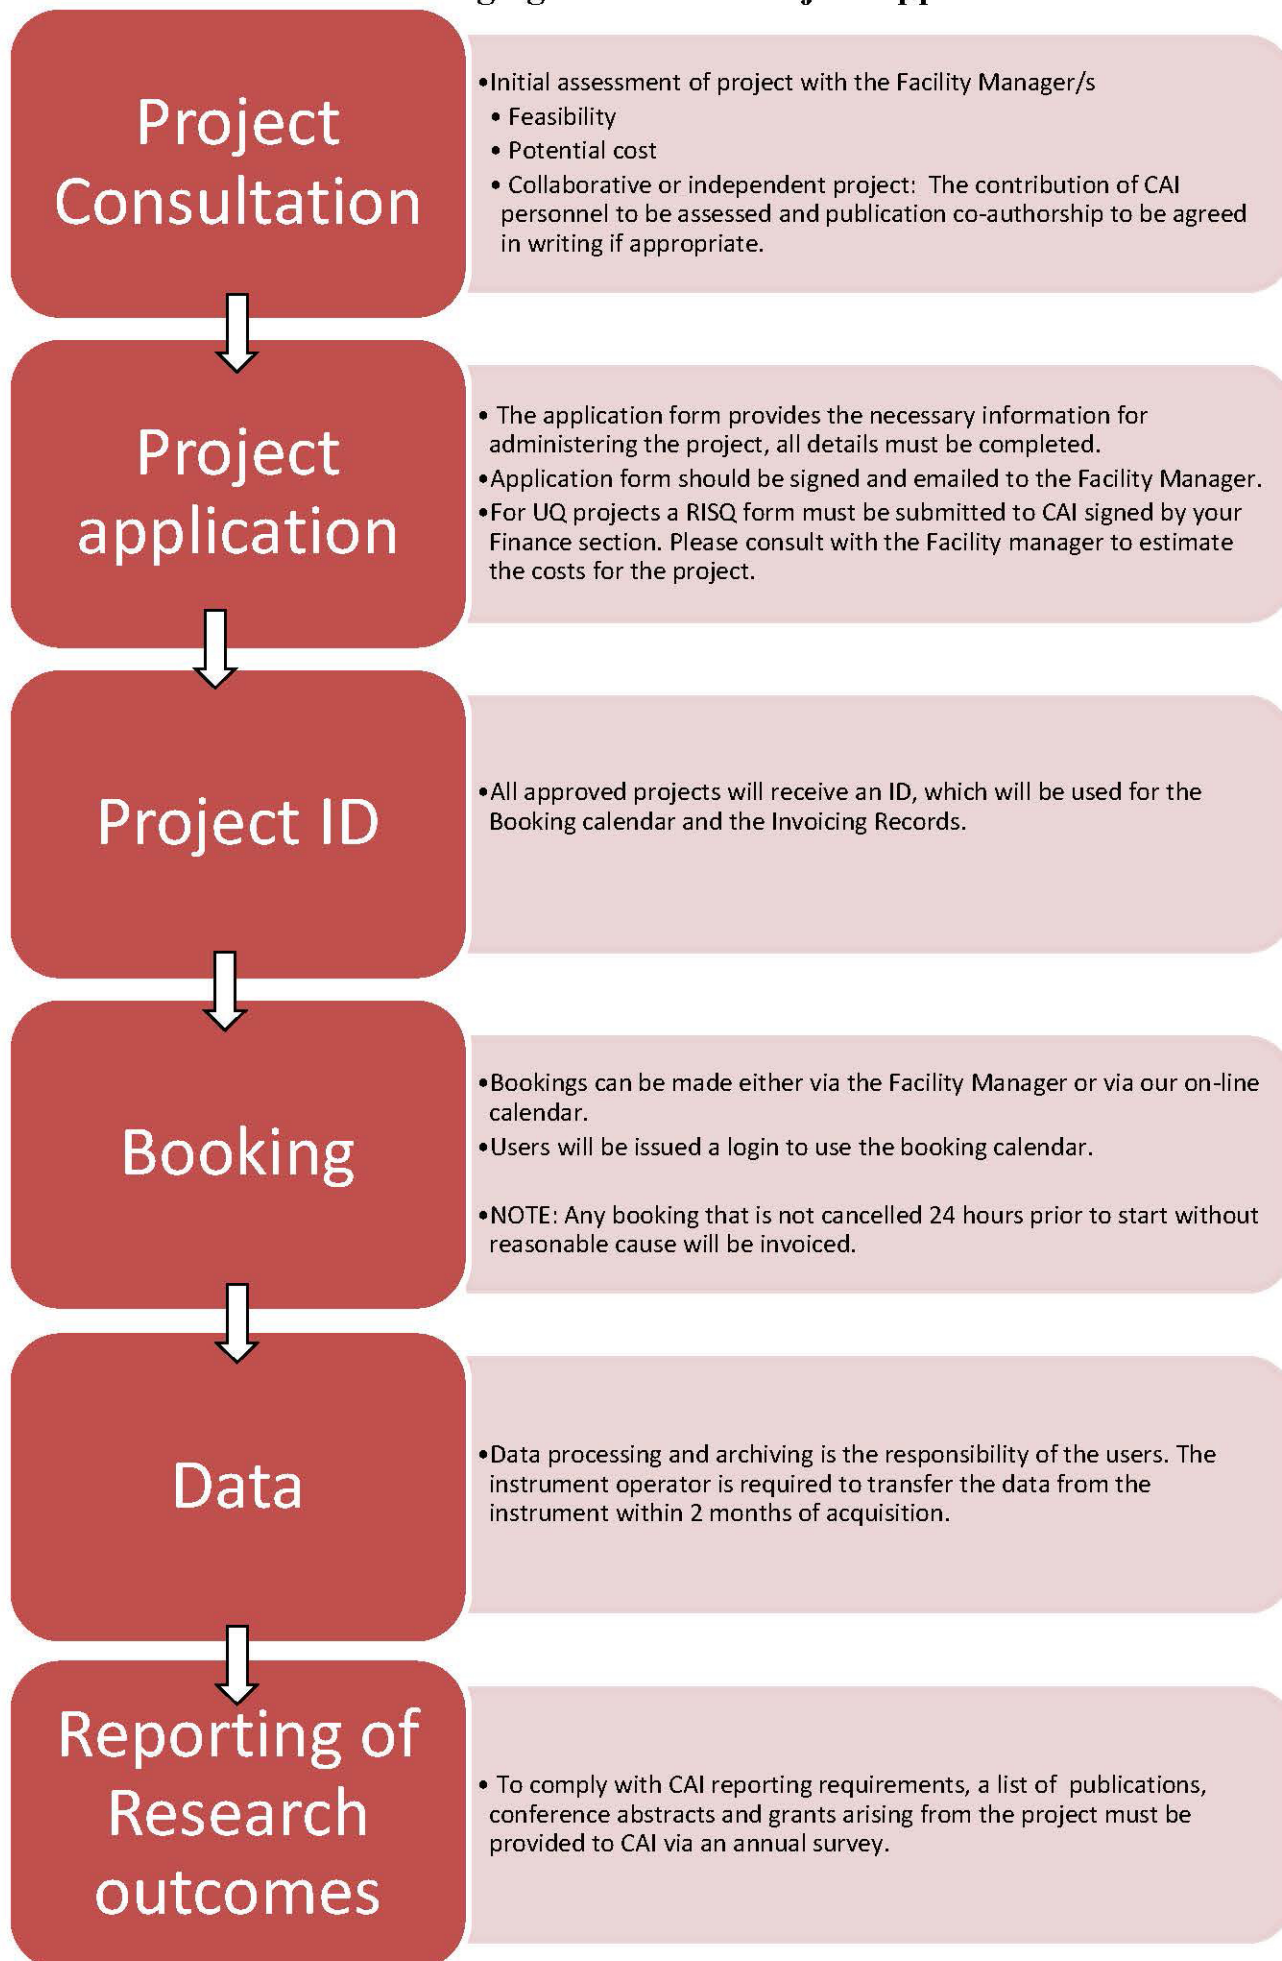 Project
Consultation
•Initial assessment of project with the Facility Manager/s
• Feasibility
• Potential cost
• Collaborative or independent project: The contribution of CAI
personnel to be assessed and publication co-authorship to be agreed
in writing if appropriate.
Project
application
• The application form provides the necessary information for
administering the project, all details must be completed.
•Application form should be signed and emailed to the Facility Manager.
•For UQ projects a RISQ form must be submitted to CAI signed by your
Finance section. Please consult with the Facility manager to estimate
the costs for the project.
Project ID
•All approved projects will receive an ID, which will be used for the
Booking calendar and the Invoicing Records.
Booking
•Bookings can be made either via the Facility Manager or via our on-line
calendar.
•Users will be issued a login to use the booking calendar.
•NOTE: Any booking that is not cancelled 24 hours prior to start without
reasonable cause will be invoiced.
Data
•Data processing and archiving is the responsibility of the users. The
instrument operator is required to transfer the data from the
instrument within 2 months of acquisition.
Reporting of
Research
outcomes
• To comply with CAI reporting requirements, a list of publications,
conference abstracts and grants arising from the project must be
provided to CAI via an annual survey.